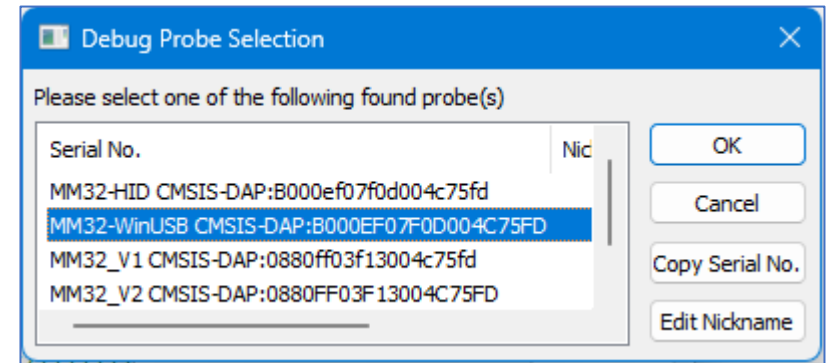 Debug Probe Selection
Please select one of the following found probe(s)
Serial No. Nic
MM32-HID CMSIS-DAP:B000ef07f0d004c75fd
MM32-WinUSB CMSIS-DAP:B000EF07F0D004C75FD
MM32_V1 CMSIS-DAP:0880ff03f13004c75fd
MM32_V2 CMSIS-DAP:0880FF03F13004C75FD
OK
Cancel
Copy Serial No.
Edit Nickname